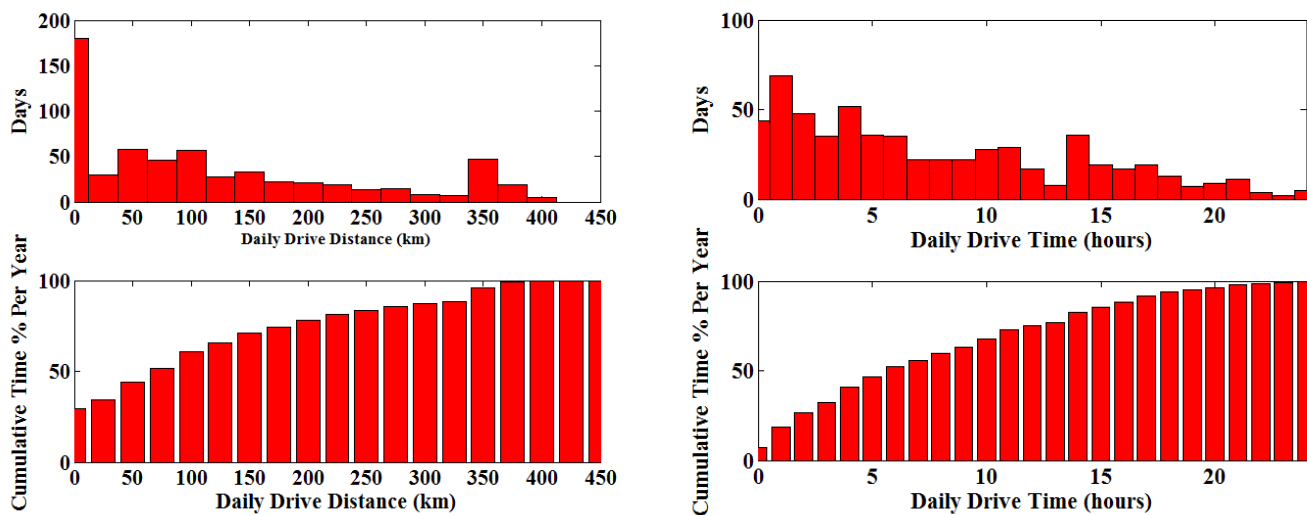 200
150
100
50
0
Days
0 50 100 150 200 250 300 350 400 450
Daily Drive Distance (km)
100
50
0
Days
0 5 10 15 20
Daily Drive Time (hours)
100
50
0
Cumulative Time % Per Year
0 50 100 150 200 250 300 350 400 450
Daily Drive Distance (km)
100
50
0
Cumulative Time % Per Year
0 5 10 15 20
Daily Drive Time (hours)